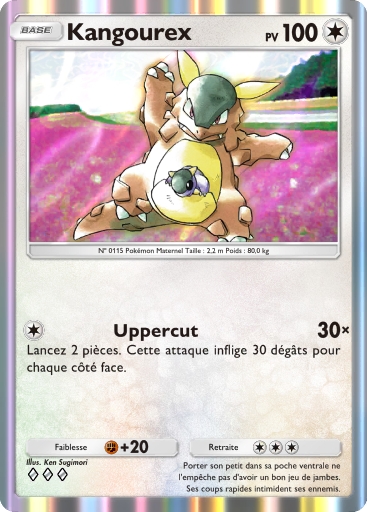 BASE Kangourex PV 100
N° 0115 Pokémon Maternel Taille : 2,2 m Poids : 80,0 kg
Uppercut 30×
Lancez 2 pièces. Cette attaque inflige 30 dégâts pour
chaque côté face.
Faiblesse +20 Retraite
Illus. Ken Sugimori
Porter son petit dans sa poche ventrale ne
l'empêche pas d'avoir un bon jeu de jambes.
Ses coups rapides intimident ses ennemis.